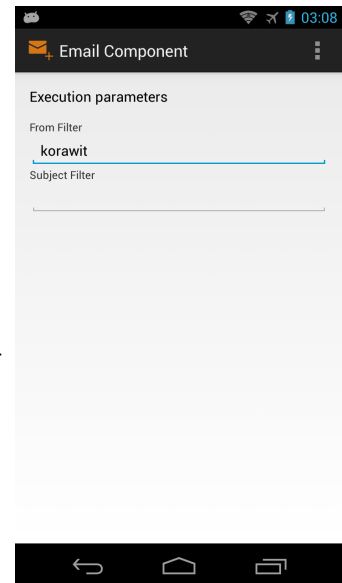 03:08
Email Component
Execution parameters
From Filter
korawit
Subject Filter